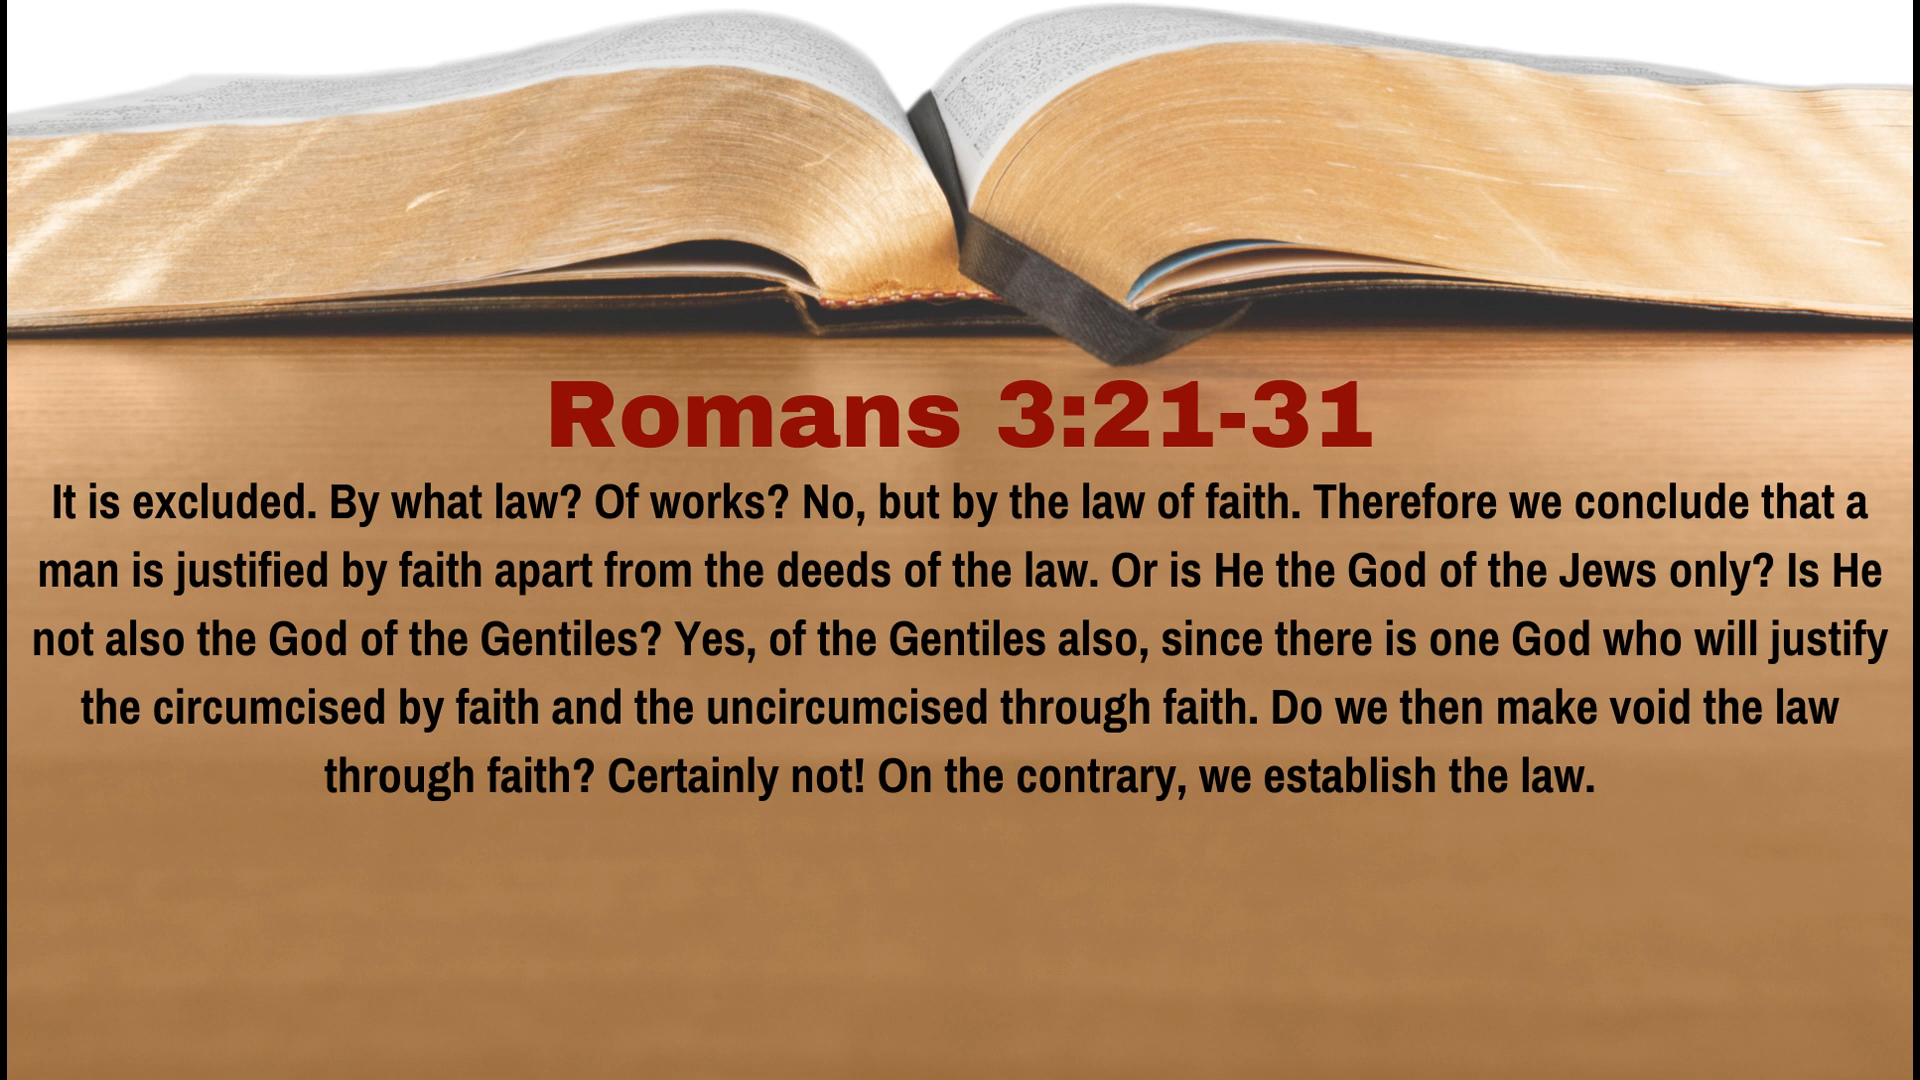 Romans 3:21-31
It is excluded. By what law? Of works? No, but by the law of faith. Therefore we conclude that a
man is justified by faith apart from the deeds of the law. Or is He the God of the Jews only? Is He
not also the God of the Gentiles? Yes, of the Gentiles also, since there is one God who will justify
the circumcised by faith and the uncircumcised through faith. Do we then make void the law
through faith? Certainly not! On the contrary, we establish the law.